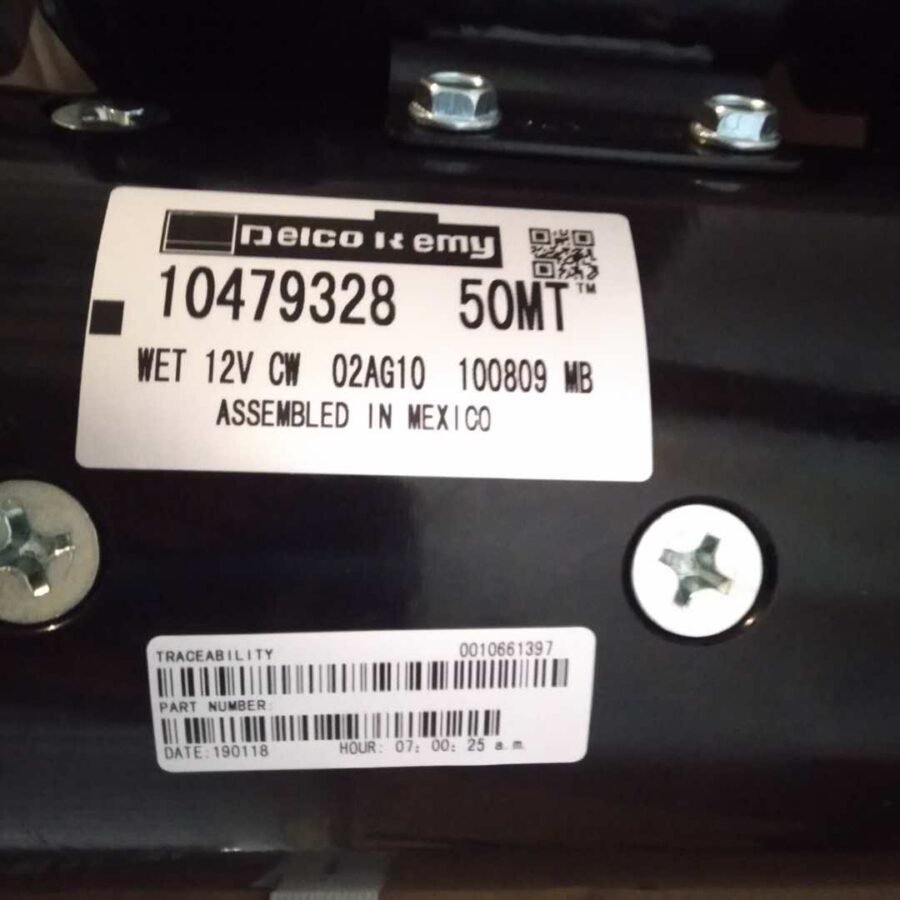 Delco Remy
10479328 50MT™
WET 12V CW 02AG10 100809 MB
ASSEMBLED IN MEXICO
TRACEABILITY 0010661397
PART NUMBER:
DATE:190118 HOUR: 07: 00: 25 a.m.